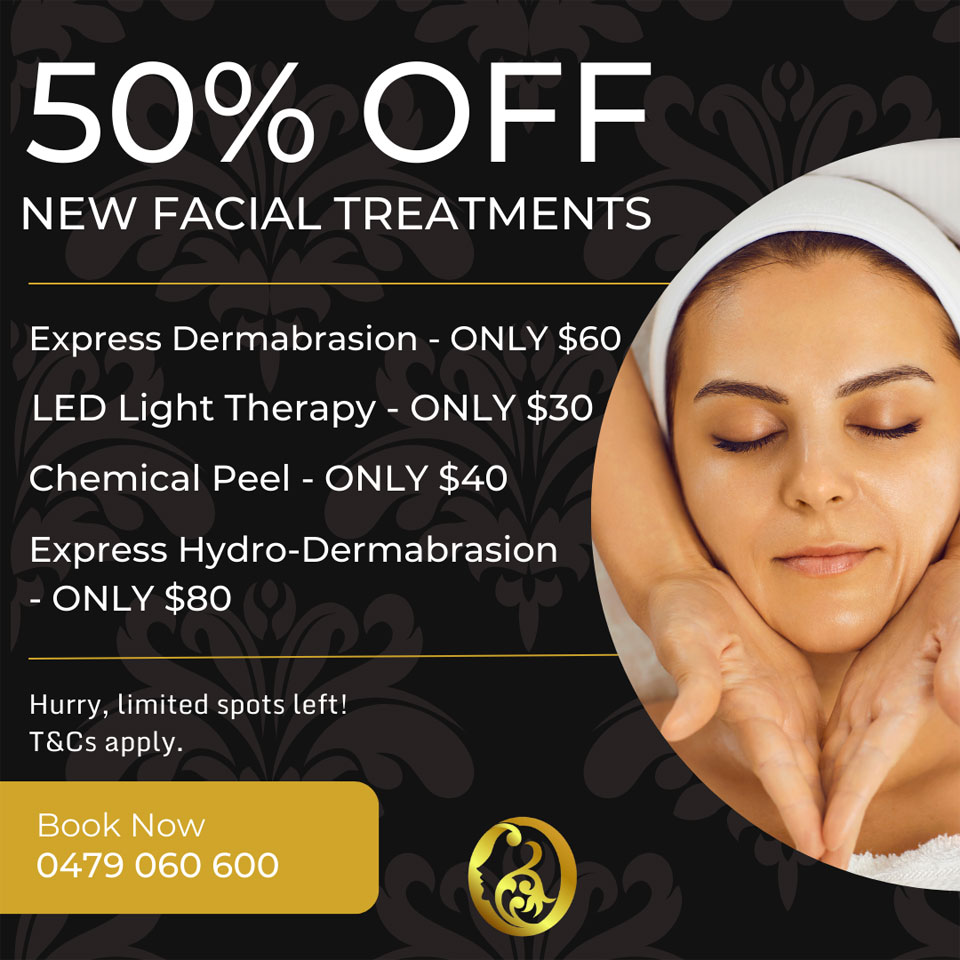 50% OFF
NEW FACIAL TREATMENTS
Express Dermabrasion - ONLY $60
LED Light Therapy - ONLY $30
Chemical Peel - ONLY $40
Express Hydro-Dermabrasion
- ONLY $80
Hurry, limited spots left!
T&Cs apply.
Book Now
0479 060 600